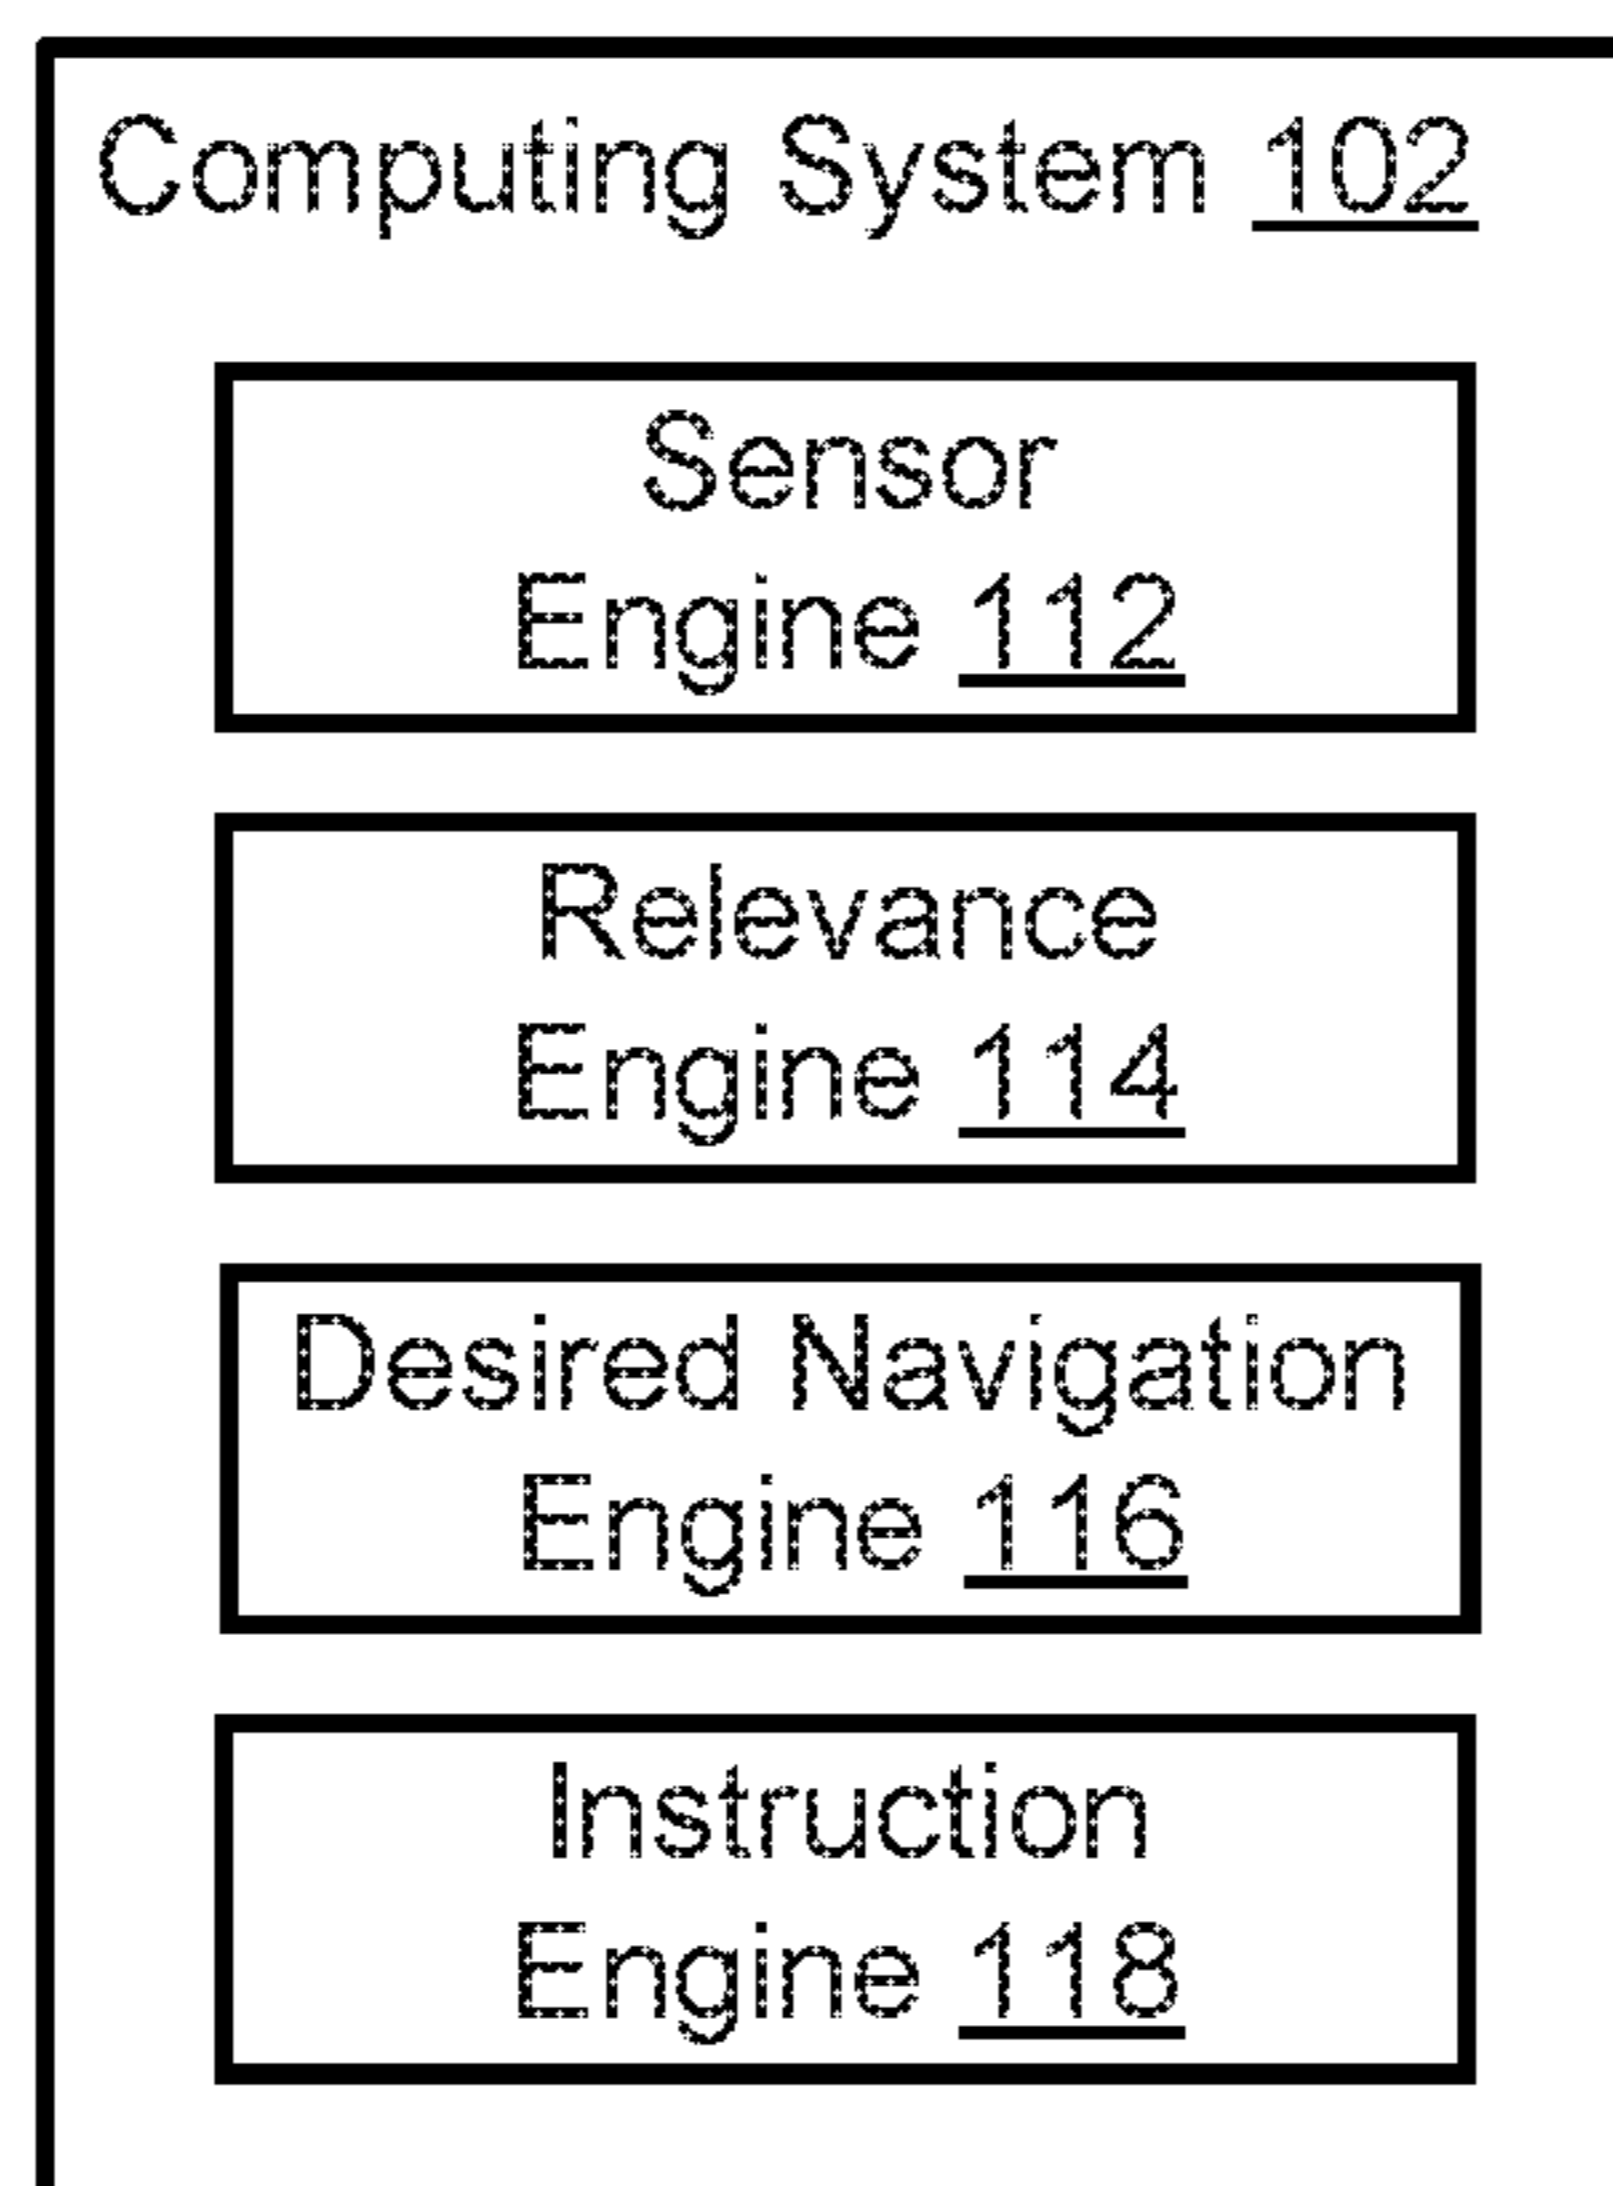 Computing System 102
Sensor
Engine 112
Relevance
Engine 114
Desired Navigation
Engine 116
Instruction
Engine 118